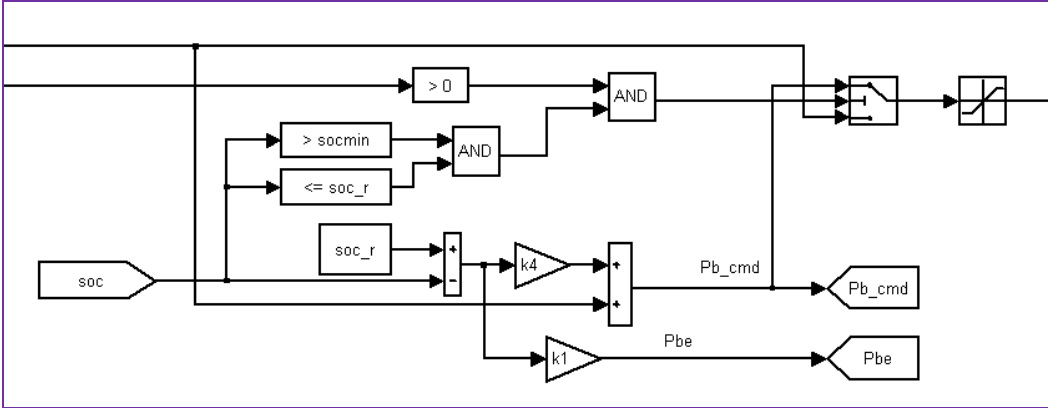 > 0
AND
> socmin
AND
<= soc_r
soc_r
+
-
soc
k4
+
+
Pb_cmd
Pb_cmd
k1
Pbe
Pbe